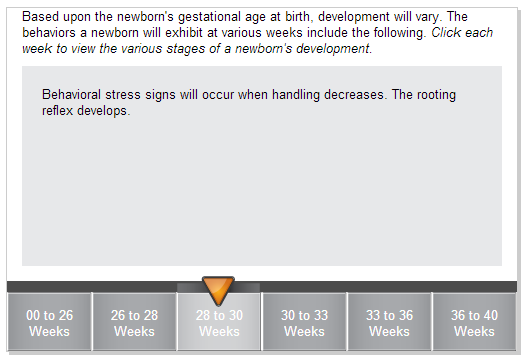 Based upon the newborn's gestational age at birth, development will vary. The
behaviors a newborn will exhibit at various weeks include the following. Click each
week to view the various stages of a newborn's development.
Behavioral stress signs will occur when handling decreases. The rooting
reflex develops.
00 to 26
Weeks
26 to 28
Weeks
28 to 30
Weeks
30 to 33
Weeks
33 to 36
Weeks
36 to 40
Weeks